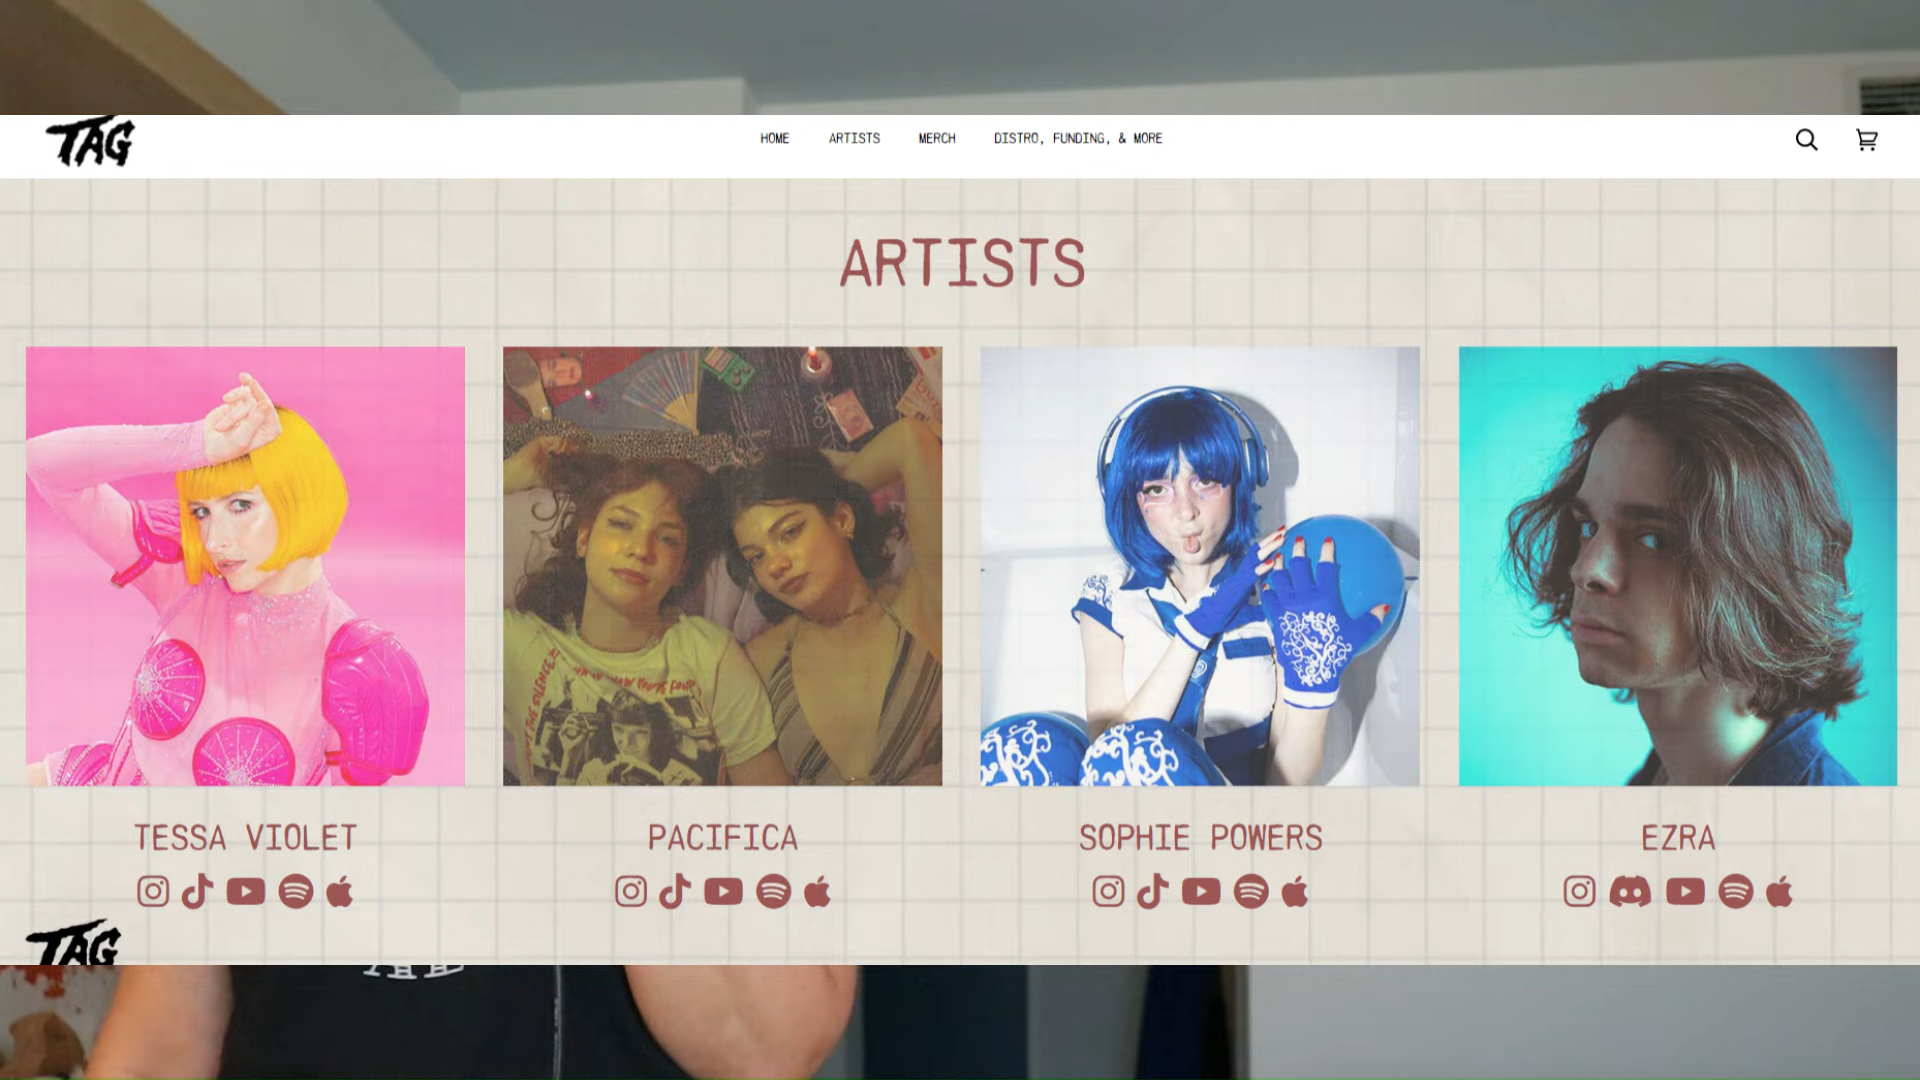 TAG
HOME ARTISTS MERCH DISTRO, FUNDING, & MORE
ARTISTS
TESSA VIOLET PACIFICA SOPHIE POWERS EZRA
TAG